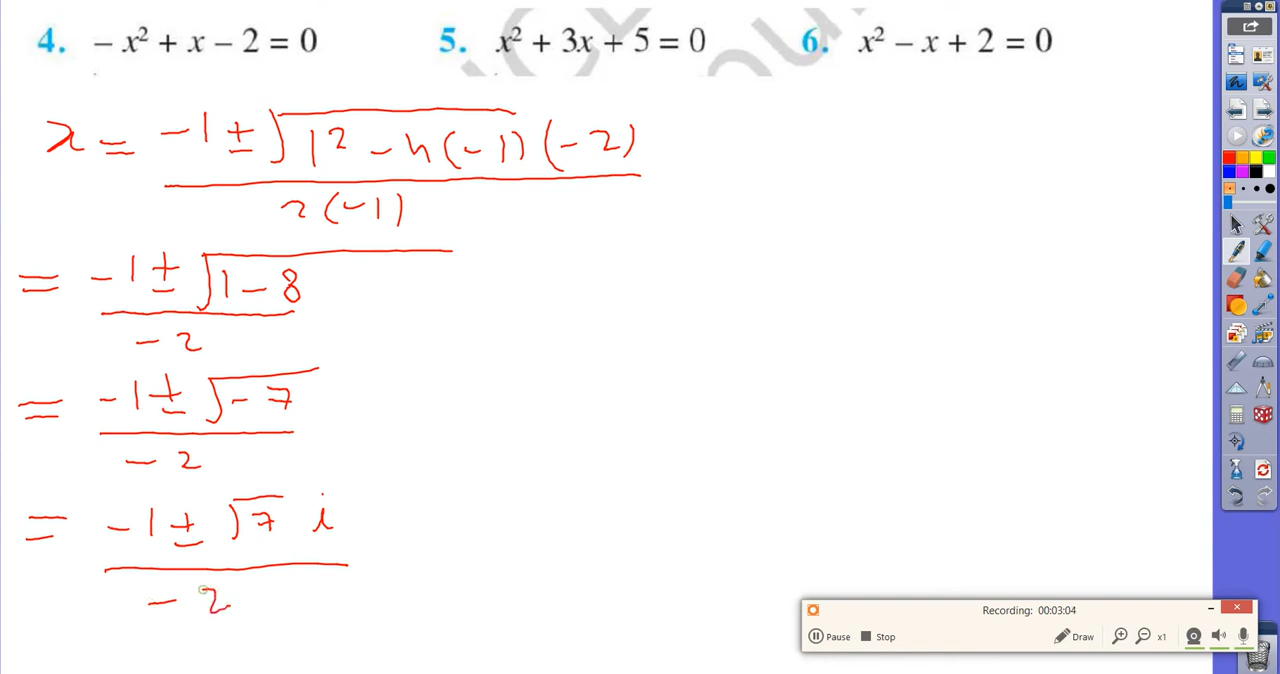 4. – x² + x – 2 = 0 5. x² + 3x + 5 = 0 6. x² – x + 2 = 0
x = (-1 ± √(1² - 4(-1)(-2))) / (2(-1))
= (-1 ± √(1 - 8)) / (-2)
= (-1 ± √(-7)) / (-2)
= (-1 ± √7 i) / (-2)
Recording: 00:03:04
Pause Stop Draw x1